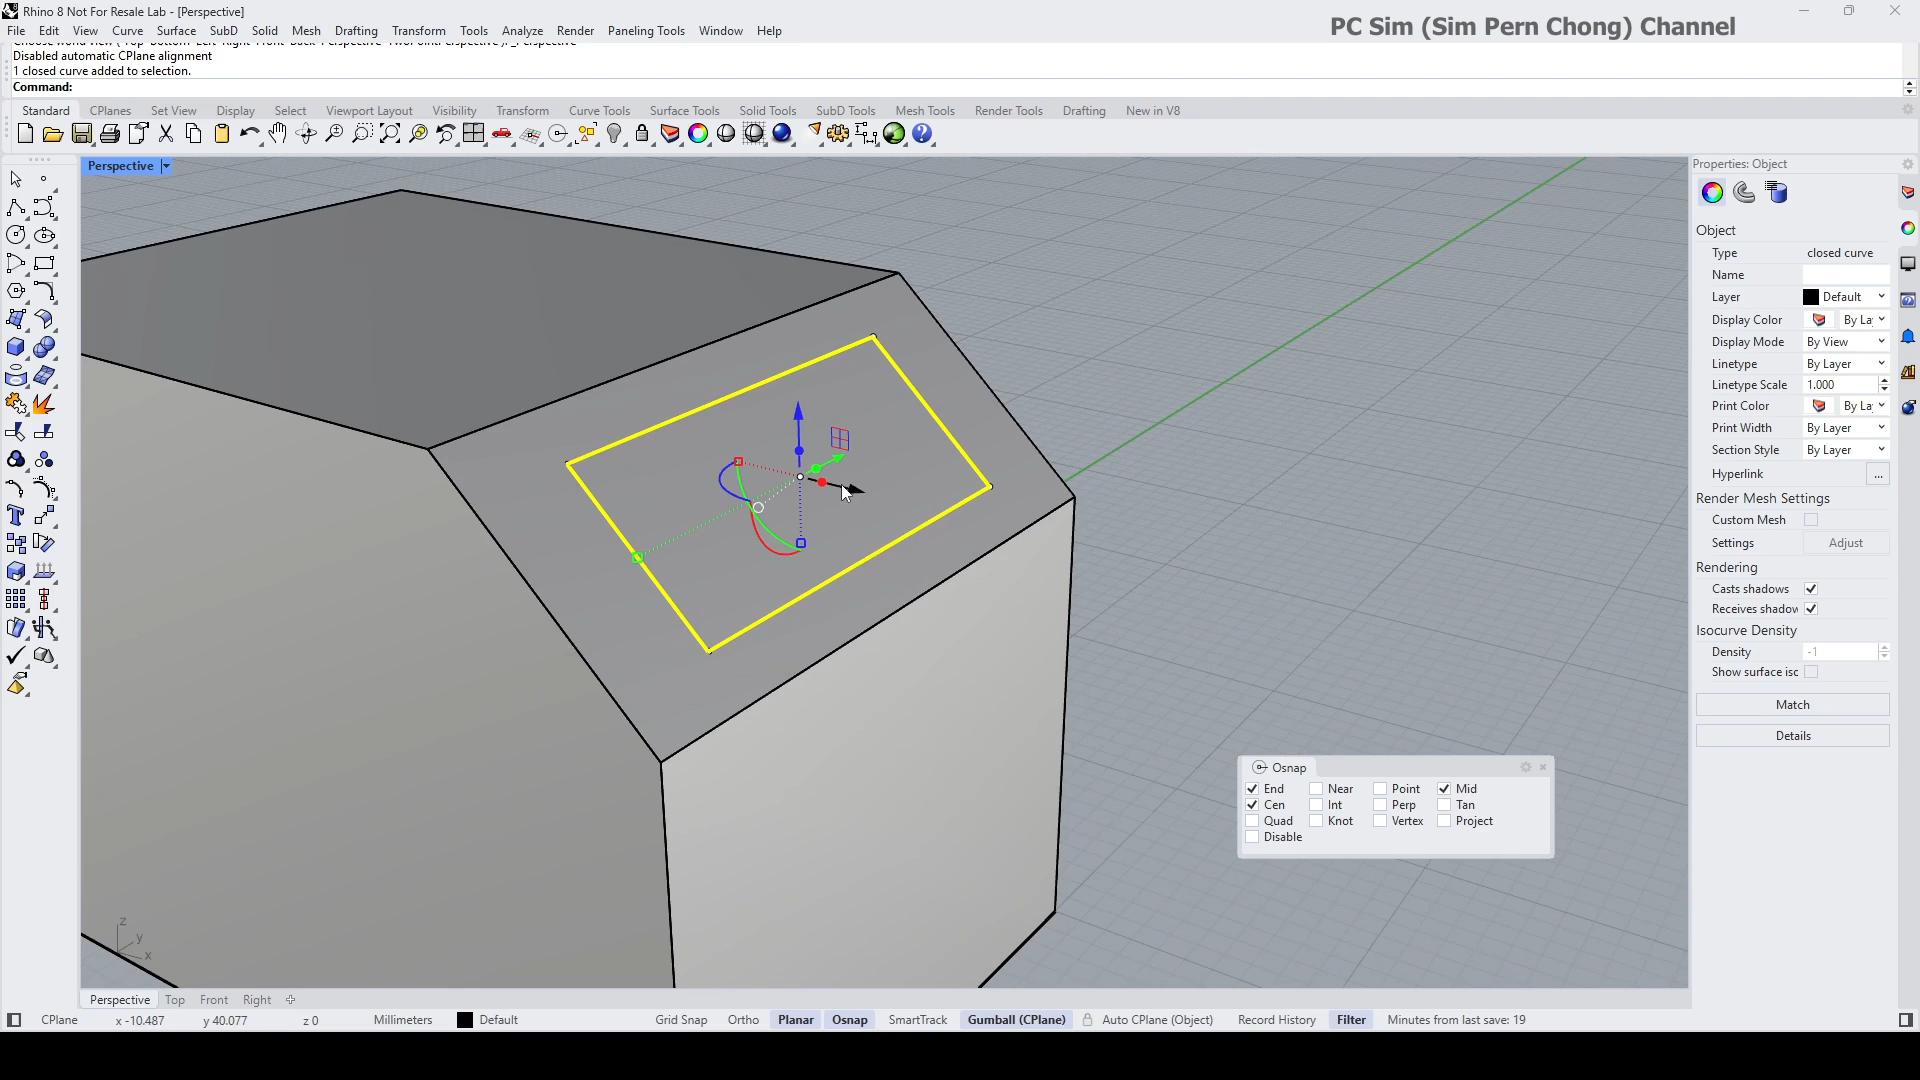 Rhino 8 Not For Resale Lab - [Perspective]
PC Sim (Sim Pern Chong) Channel
File Edit View Curve Surface SubD Solid Mesh Drafting Transform Tools Analyze Render Paneling Tools Window Help
Disabled automatic CPlane alignment
1 closed curve added to selection.
Command:
Standard CPlanes Set View Display Select Viewport Layout Visibility Transform Curve Tools Surface Tools Solid Tools SubD Tools Mesh Tools Render Tools Drafting New in V8
Perspective
Properties: Object
Object
Type closed curve
Name
Layer Default
Display Color By La
Display Mode By View
Linetype By Layer
Linetype Scale 1.000
Print Color By La
Print Width By Layer
Section Style By Layer
Hyperlink ...
Render Mesh Settings
Custom Mesh
Settings Adjust
Rendering
Casts shadows
Receives shadow
Isocurve Density
Density -1
Show surface iso
Match
Details
Osnap
End Near Point Mid
Cen Int Perp Tan
Quad Knot Vertex Project
Disable
z
y
x
Perspective Top Front Right
CPlane x -10.487 y 40.077 z 0 Millimeters Default Grid Snap Ortho Planar Osnap SmartTrack Gumball (CPlane) Auto CPlane (Object) Record History Filter Minutes from last save: 19